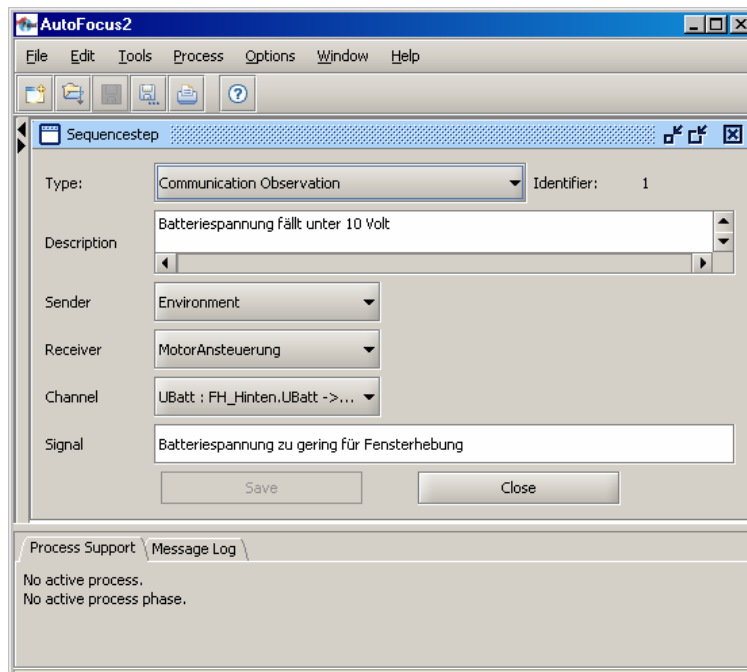 AutoFocus2
File Edit Tools Process Options Window Help
Sequencestep
Type: Communication Observation Identifier: 1
Description Batteriespannung fällt unter 10 Volt
Sender Environment
Receiver MotorAnsteuerung
Channel UBatt : FH_Hinten.UBatt ->...
Signal Batteriespannung zu gering für Fensterhebung
Save Close
Process Support Message Log
No active process.
No active process phase.